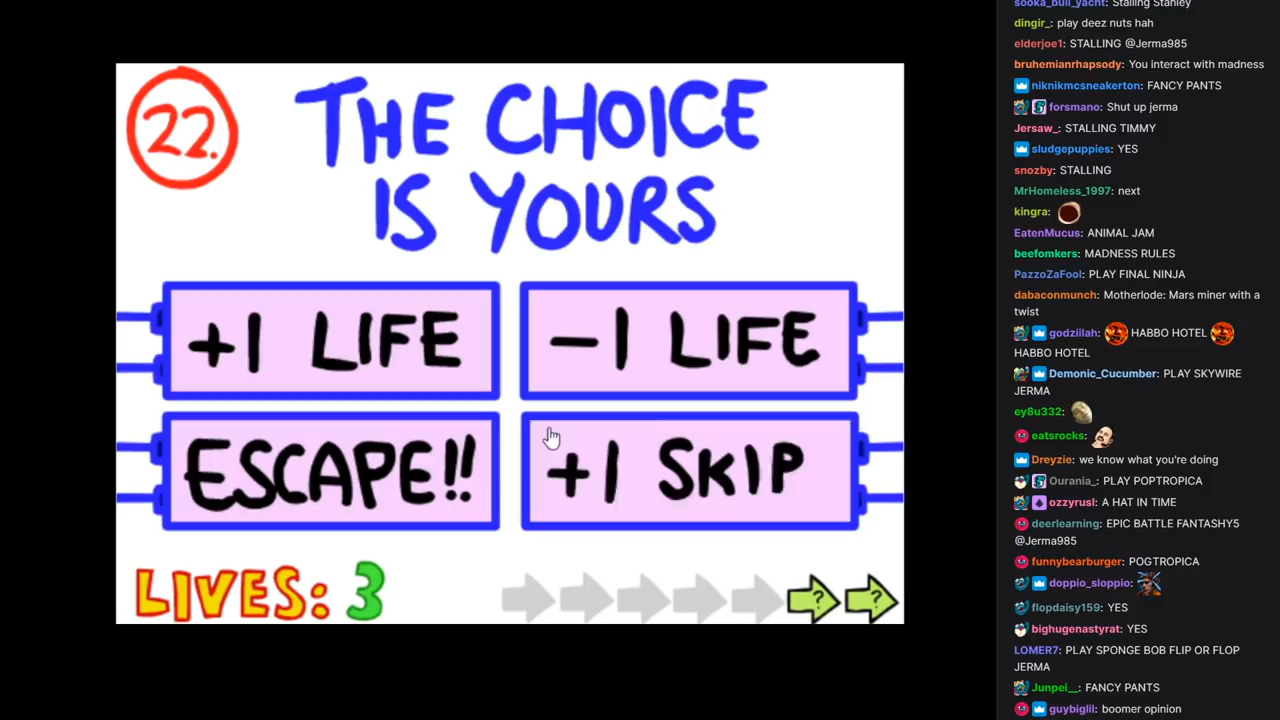 22.
THE CHOICE
IS YOURS
+1 LIFE
-1 LIFE
ESCAPE!!
+1 SKIP
LIVES: 3
?
?
sooka_bull_yacht: Stalling Stanley
dingir_: play deez nuts hah
elderjoe1: STALLING @Jerma985
bruhemianrhapsody: You interact with madness
niknikmcsneakerton: FANCY PANTS
forsmano: Shut up jerma
Jersaw_: STALLING TIMMY
sludgepuppies: YES
snozby: STALLING
MrHomeless_1997: next
kingra:
EatenMucus: ANIMAL JAM
beefomkers: MADNESS RULES
PazzoZaFool: PLAY FINAL NINJA
dabaconmunch: Motherlode: Mars miner with a
twist
godziilah: HABBO HOTEL
HABBO HOTEL
Demonic_Cucumber: PLAY SKYWIRE
JERMA
ey8u332:
eatsrocks:
Dreyzie: we know what you're doing
Ourania_: PLAY POPTROPICA
ozzyrusl: A HAT IN TIME
deerlearning: EPIC BATTLE FANTASHY5
@Jerma985
funnybearburger: POGTROPICA
doppio_sloppio:
flopdaisy159: YES
bighugenastyrat: YES
LOMER7: PLAY SPONGE BOB FLIP OR FLOP
JERMA
Junpei__: FANCY PANTS
guybiglil: boomer opinion